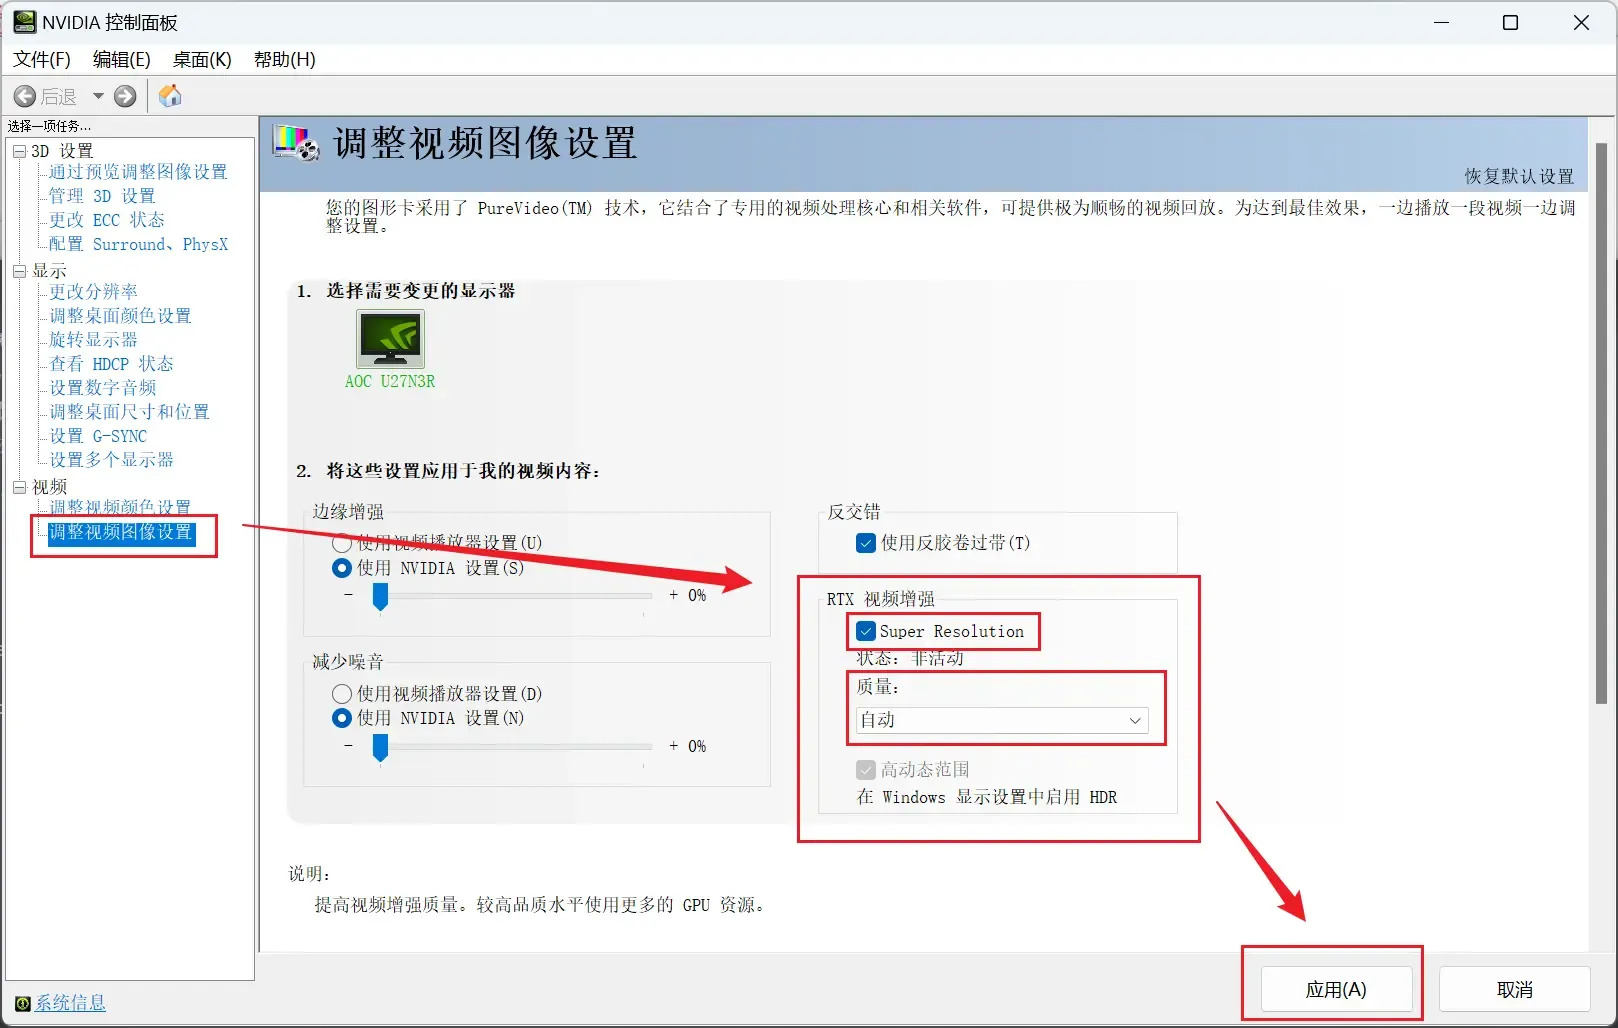 NVIDIA 控制面板
文件(F) 编辑(E) 桌面(K) 帮助(H)
后退
选择一项任务...
3D 设置
通过预览调整图像设置
管理 3D 设置
更改 ECC 状态
配置 Surround、PhysX
显示
更改分辨率
调整桌面颜色设置
旋转显示器
查看 HDCP 状态
设置数字音频
调整桌面尺寸和位置
设置 G-SYNC
设置多个显示器
视频
调整视频颜色设置
调整视频图像设置
系统信息
调整视频图像设置
恢复默认设置
您的图形卡采用了 PureVideo(TM) 技术，它结合了专用的视频处理核心和相关软件，可提供极为顺畅的视频回放。为达到最佳效果，一边播放一段视频一边调
整设置。
1. 选择需要变更的显示器
AOC U27N3R
2. 将这些设置应用于我的视频内容：
边缘增强
使用视频播放器设置(U)
使用 NVIDIA 设置(S)
- + 0%
减少噪音
使用视频播放器设置(D)
使用 NVIDIA 设置(N)
- + 0%
反交错
使用反胶卷过带(T)
RTX 视频增强
Super Resolution
状态： 非活动
质量：
自动
高动态范围
在 Windows 显示设置中启用 HDR
说明：
提高视频增强质量。较高品质水平使用更多的 GPU 资源。
应用(A)
取消